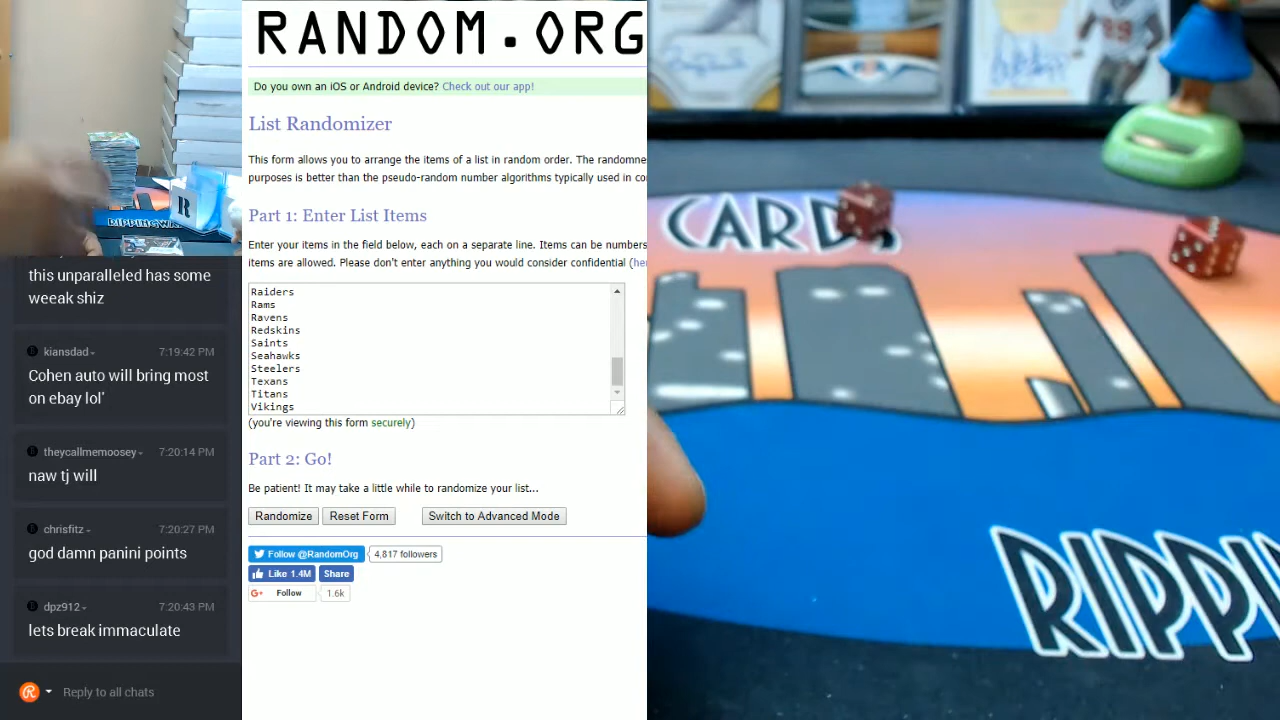 RANDOM.ORG
Do you own an iOS or Android device? Check out our app!
List Randomizer
This form allows you to arrange the items of a list in random order. The randomne
purposes is better than the pseudo-random number algorithms typically used in co
Part 1: Enter List Items
Enter your items in the field below, each on a separate line. Items can be numbers
items are allowed. Please don't enter anything you would consider confidential (he
Raiders
Rams
Ravens
Redskins
Saints
Seahawks
Steelers
Texans
Titans
Vikings
(you're viewing this form securely)
Part 2: Go!
Be patient! It may take a little while to randomize your list...
Randomize Reset Form Switch to Advanced Mode
Follow @RandomOrg 4,817 followers
Like 1.4M Share
G+ Follow 1.6k
this unparalleled has some
weeak shiz
kiansdad 7:19:42 PM
Cohen auto will bring most
on ebay lol'
theycallmemoosey 7:20:14 PM
naw tj will
chrisfitz 7:20:27 PM
god damn panini points
dpz912 7:20:43 PM
lets break immaculate
R Reply to all chats
R
RIPPINGWA
CARDS
RIPPI
89